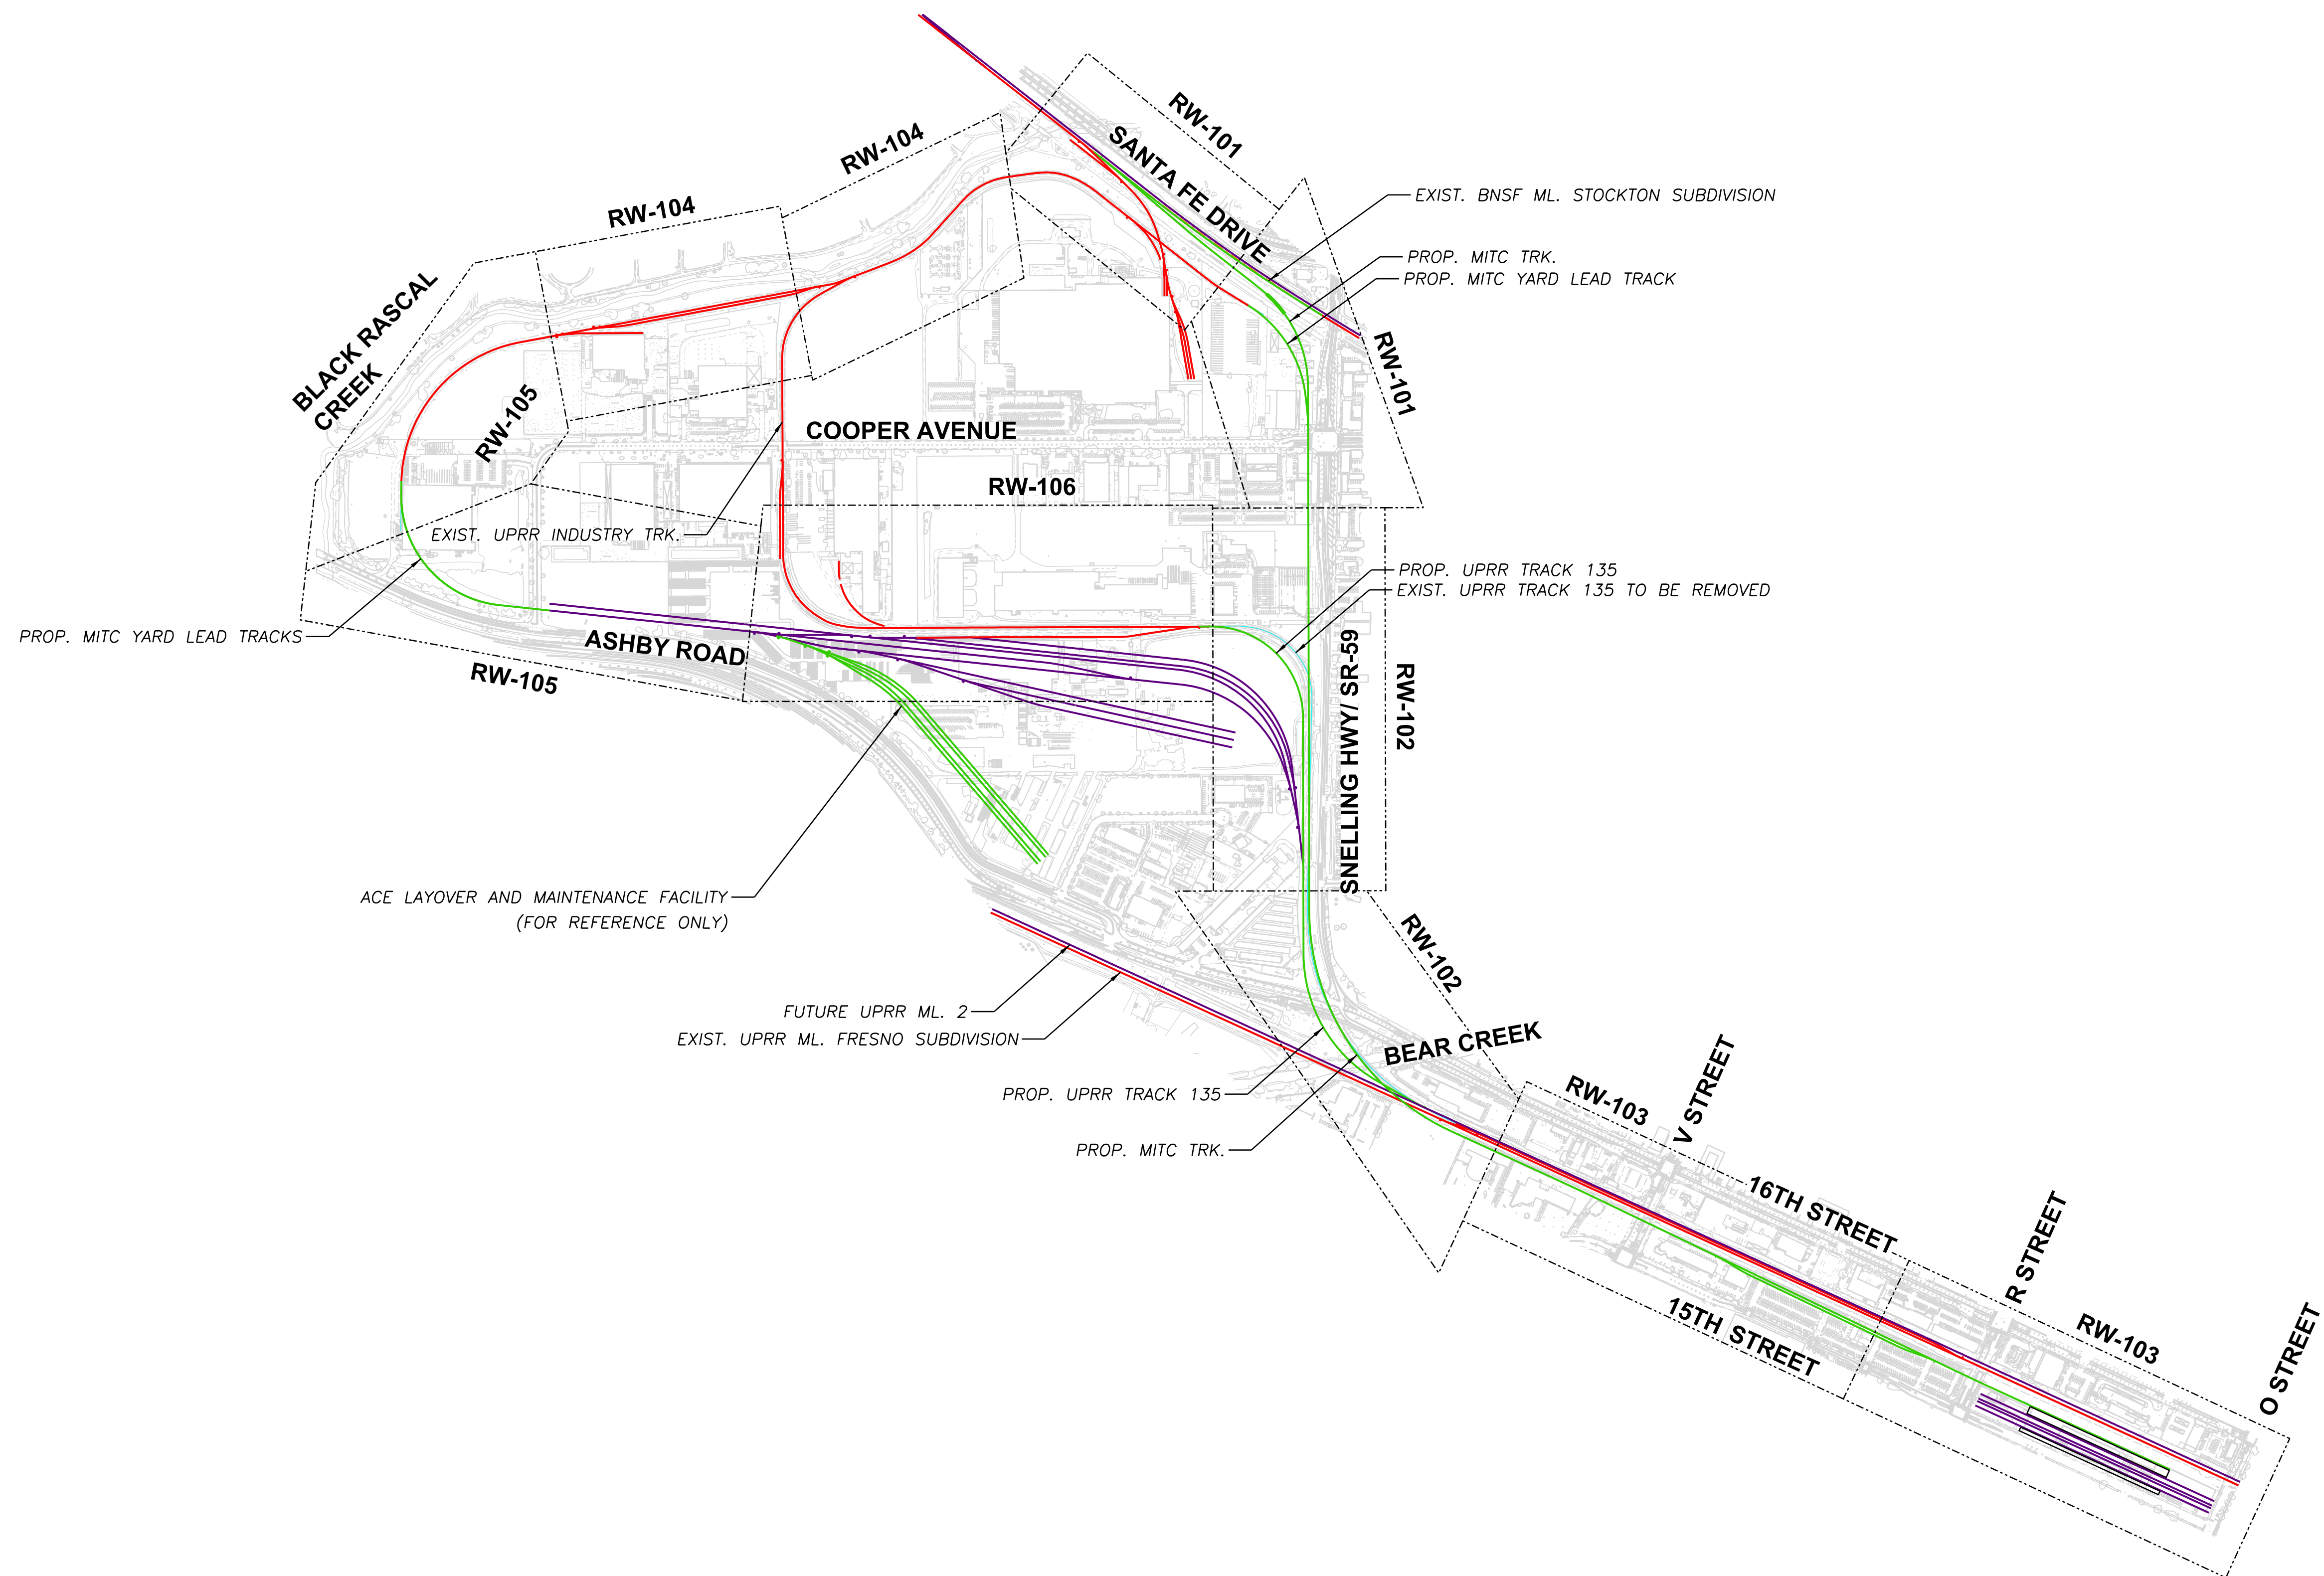 RW-101
SANTA FE DRIVE
RW-104
EXIST. BNSF ML. STOCKTON SUBDIVISION
RW-104
PROP. MITC TRK.
PROP. MITC YARD LEAD TRACK
BLACK RASCAL
CREEK
RW-101
RW-105
COOPER AVENUE
RW-106
EXIST. UPRR INDUSTRY TRK.
PROP. UPRR TRACK 135
EXIST. UPRR TRACK 135 TO BE REMOVED
PROP. MITC YARD LEAD TRACKS
ASHBY ROAD
RW-105
SNELLING HWY/ SR-59
RW-102
ACE LAYOVER AND MAINTENANCE FACILITY
(FOR REFERENCE ONLY)
RW-102
FUTURE UPRR ML. 2
EXIST. UPRR ML. FRESNO SUBDIVISION
BEAR CREEK
PROP. UPRR TRACK 135
RW-103
V STREET
PROP. MITC TRK.
16TH STREET
R STREET
15TH STREET
RW-103
O STREET